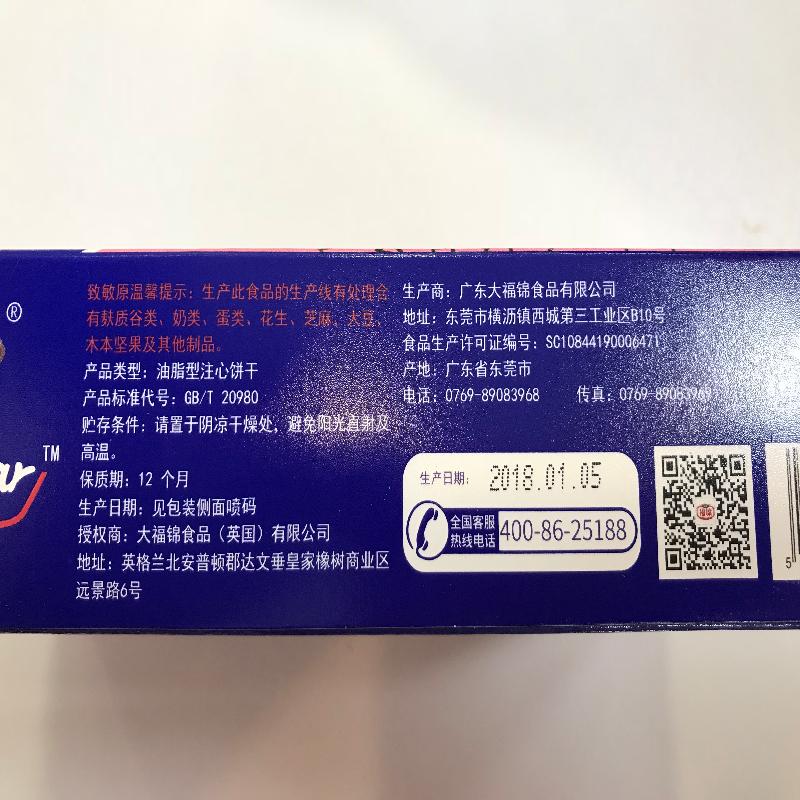 ®
致敏原温馨提示：生产此食品的生产线有处理含
有麸质谷类、奶类、蛋类、花生、芝麻、大豆、
木本坚果及其他制品。
产品类型：油脂型注心饼干
产品标准代号：GB/T 20980
贮存条件：请置于阴凉干燥处，避免阳光直射及
高温。
保质期：12 个月
生产日期：见包装侧面喷码
授权商：大福锦食品（英国）有限公司
地址：英格兰北安普顿郡达文垂皇家橡树商业区
远景路6号
TM
生产商：广东大福锦食品有限公司
地址：东莞市横沥镇西城第三工业区B10号
食品生产许可证编号：SC10844190006471
产地：广东省东莞市
电话：0769-89083968 传真：0769-89083969
生产日期：2018.01.05
全国客服
热线电话 400-86-25188
5